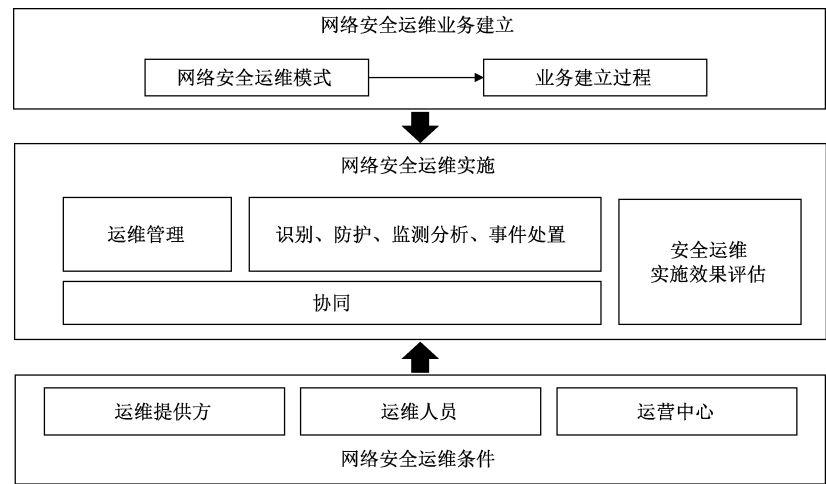 网络安全运维业务建立
网络安全运维模式
业务建立过程
网络安全运维实施
运维管理
识别、防护、监测分析、事件处置
安全运维
实施效果评估
协同
运维提供方
运维人员
运营中心
网络安全运维条件